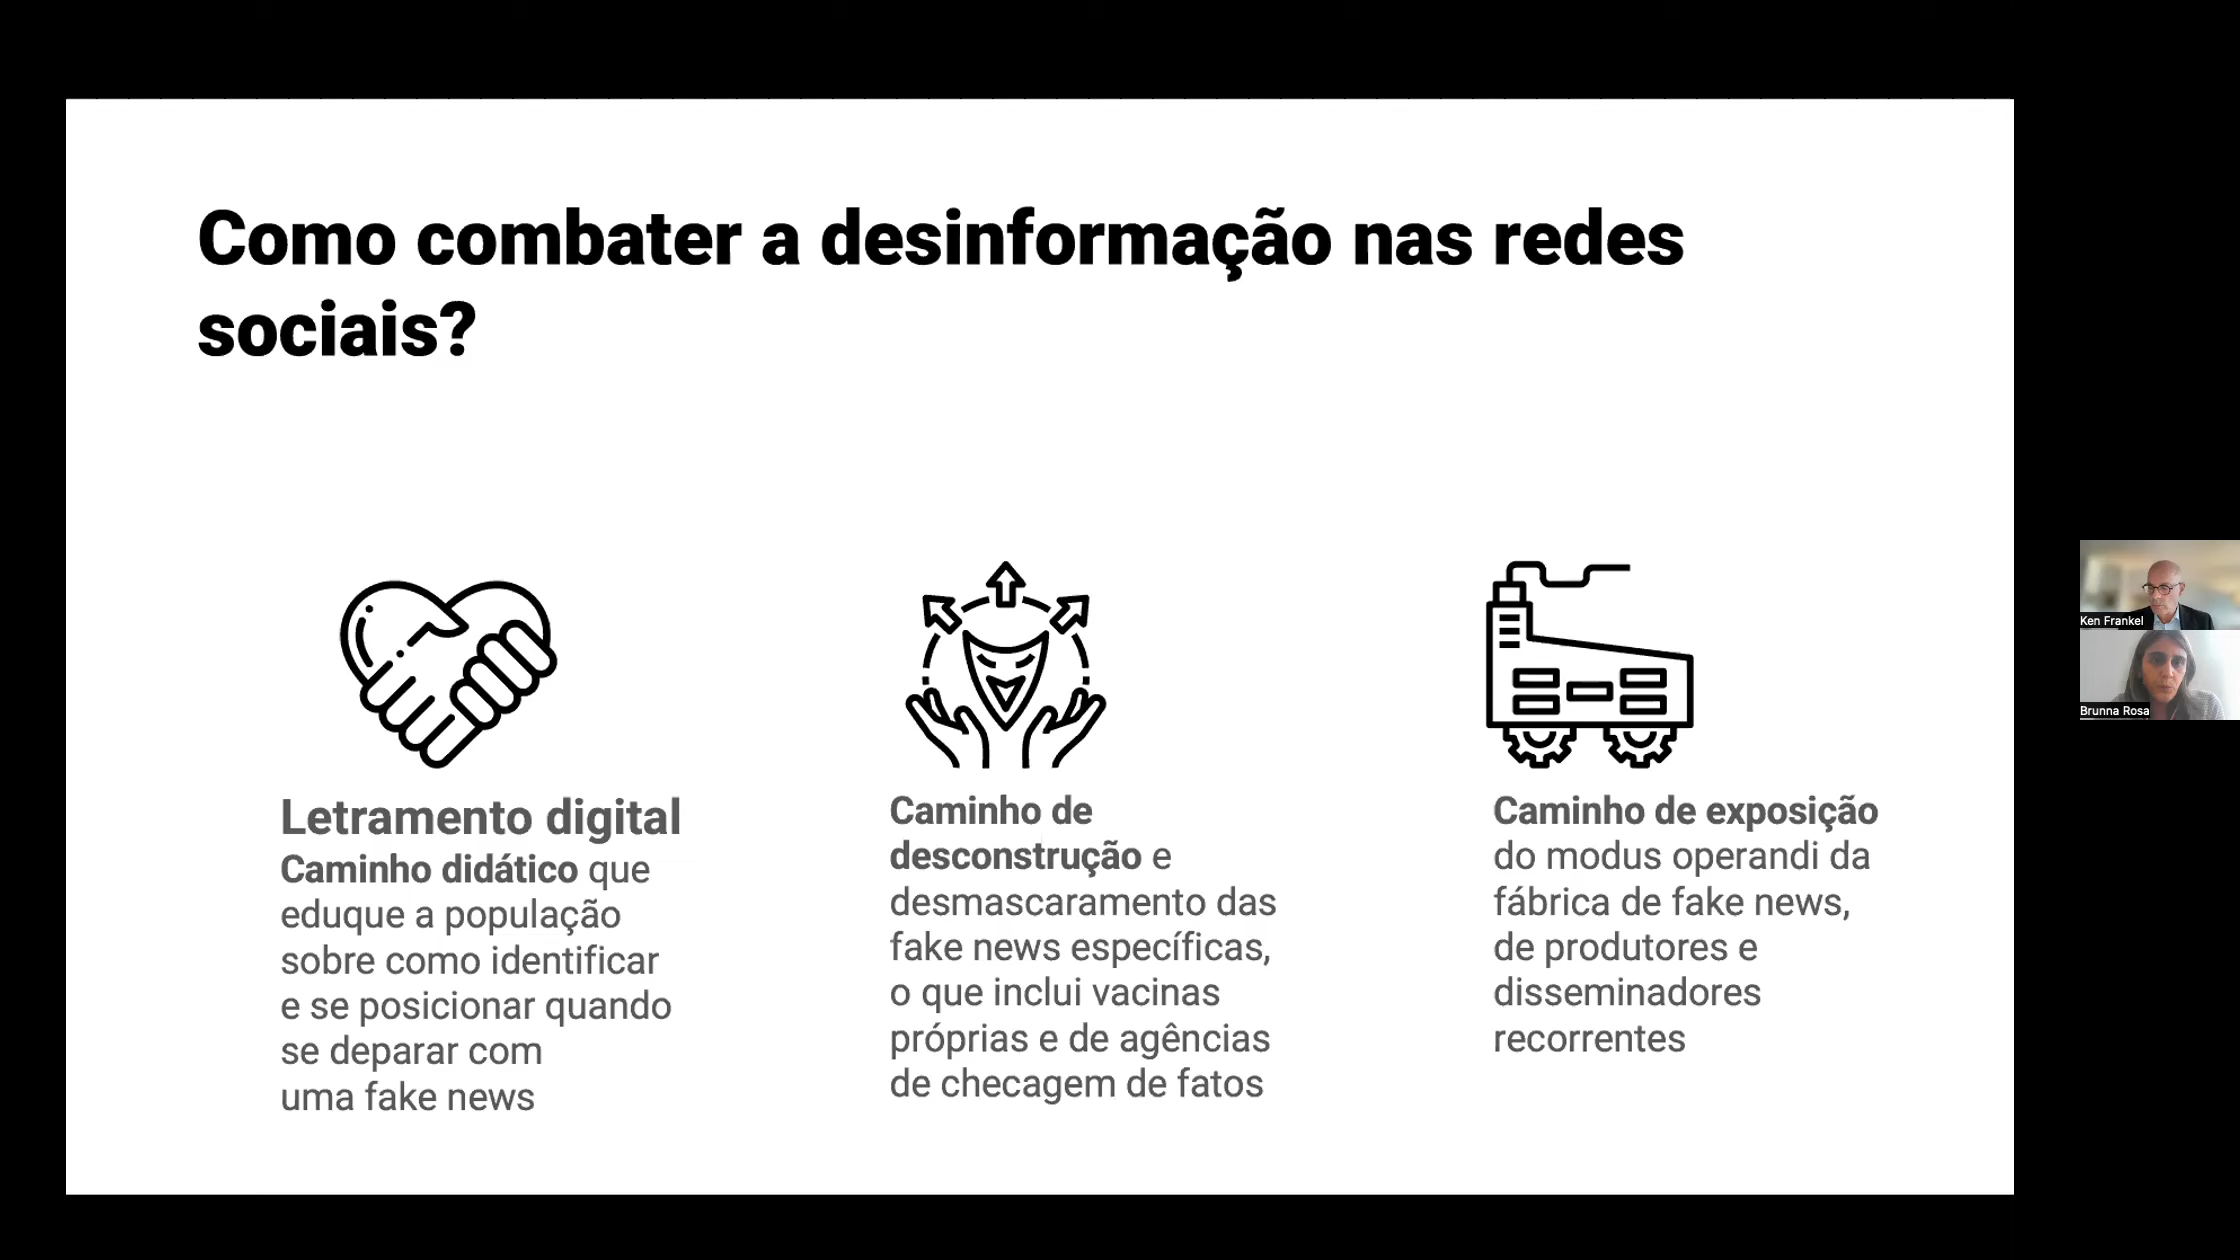 Como combater a desinformação nas redes
sociais?
Letramento digital
Caminho didático que
eduque a população
sobre como identificar
e se posicionar quando
se deparar com
uma fake news
Caminho de
desconstrução e
desmascaramento das
fake news específicas,
o que inclui vacinas
próprias e de agências
de checagem de fatos
Caminho de exposição
do modus operandi da
fábrica de fake news,
de produtores e
disseminadores
recorrentes
Ken Frankel
Brunna Rosa